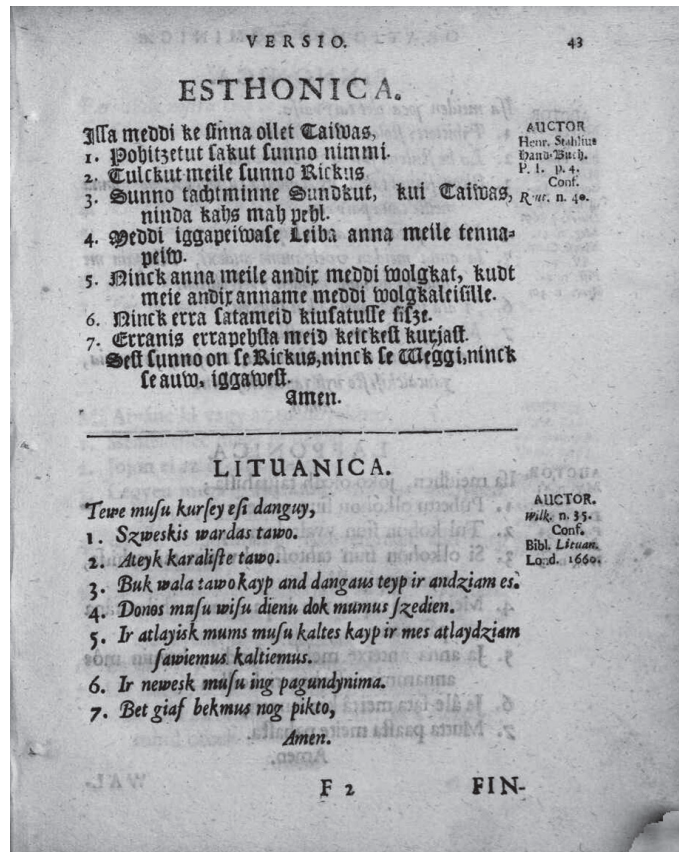 VERSIO. 43
ESTHONICA.
Iſſa meddi ke ſinna ollet Taiwas,
1. Pohitzetut ſakut ſunno nimmi.
2. Tulckut meile ſunno Rickus
3. Sunno tachtminne Sundkut, kui Taiwas,
ninda kahs mah pehl.
4. Meddi iggapeiwaſe Leiba anna meile tenna-
peiw.
5. Ninck anna meile andix meddi wolgkat, kudt
meie andix anname meddi wolgkaleiſille.
6. Ninck erra ſatameid kiuſatuſſe ſiſze.
7. Erranis errapehſta meid keickeſt kurjaſt.
Seſt ſunno on ſe Rickus, ninck ſe Weggi, ninck
ſe auw, iggaweſt.
Amen.
AUCTOR
Henr. Stahlius
Hand-Buch.
P. I. p. 4.
Conf.
n. 40.
LITUANICA.
Tewe muſu kurſey eſi danguy,
1. Szweskis wardas tawo.
2. Ateyk karaliſte tawo.
3. Buk wala tawo kayp and dangaus teyp ir andziam es.
4. Donos muſu wiſu dienu dok mumus ſzedien.
5. Ir atlayisk mums muſu kaltes kayp ir mes atlaydziam
ſawiemus kaltiemus.
6. Ir newesk muſu ing pagundynima.
7. Bet giaſ bekmus nog pikto,
Amen.
AUCTOR.
Wilk. n. 35.
Conf.
Bibl. Lituan.
Lond. 1660.
F 2 FIN-